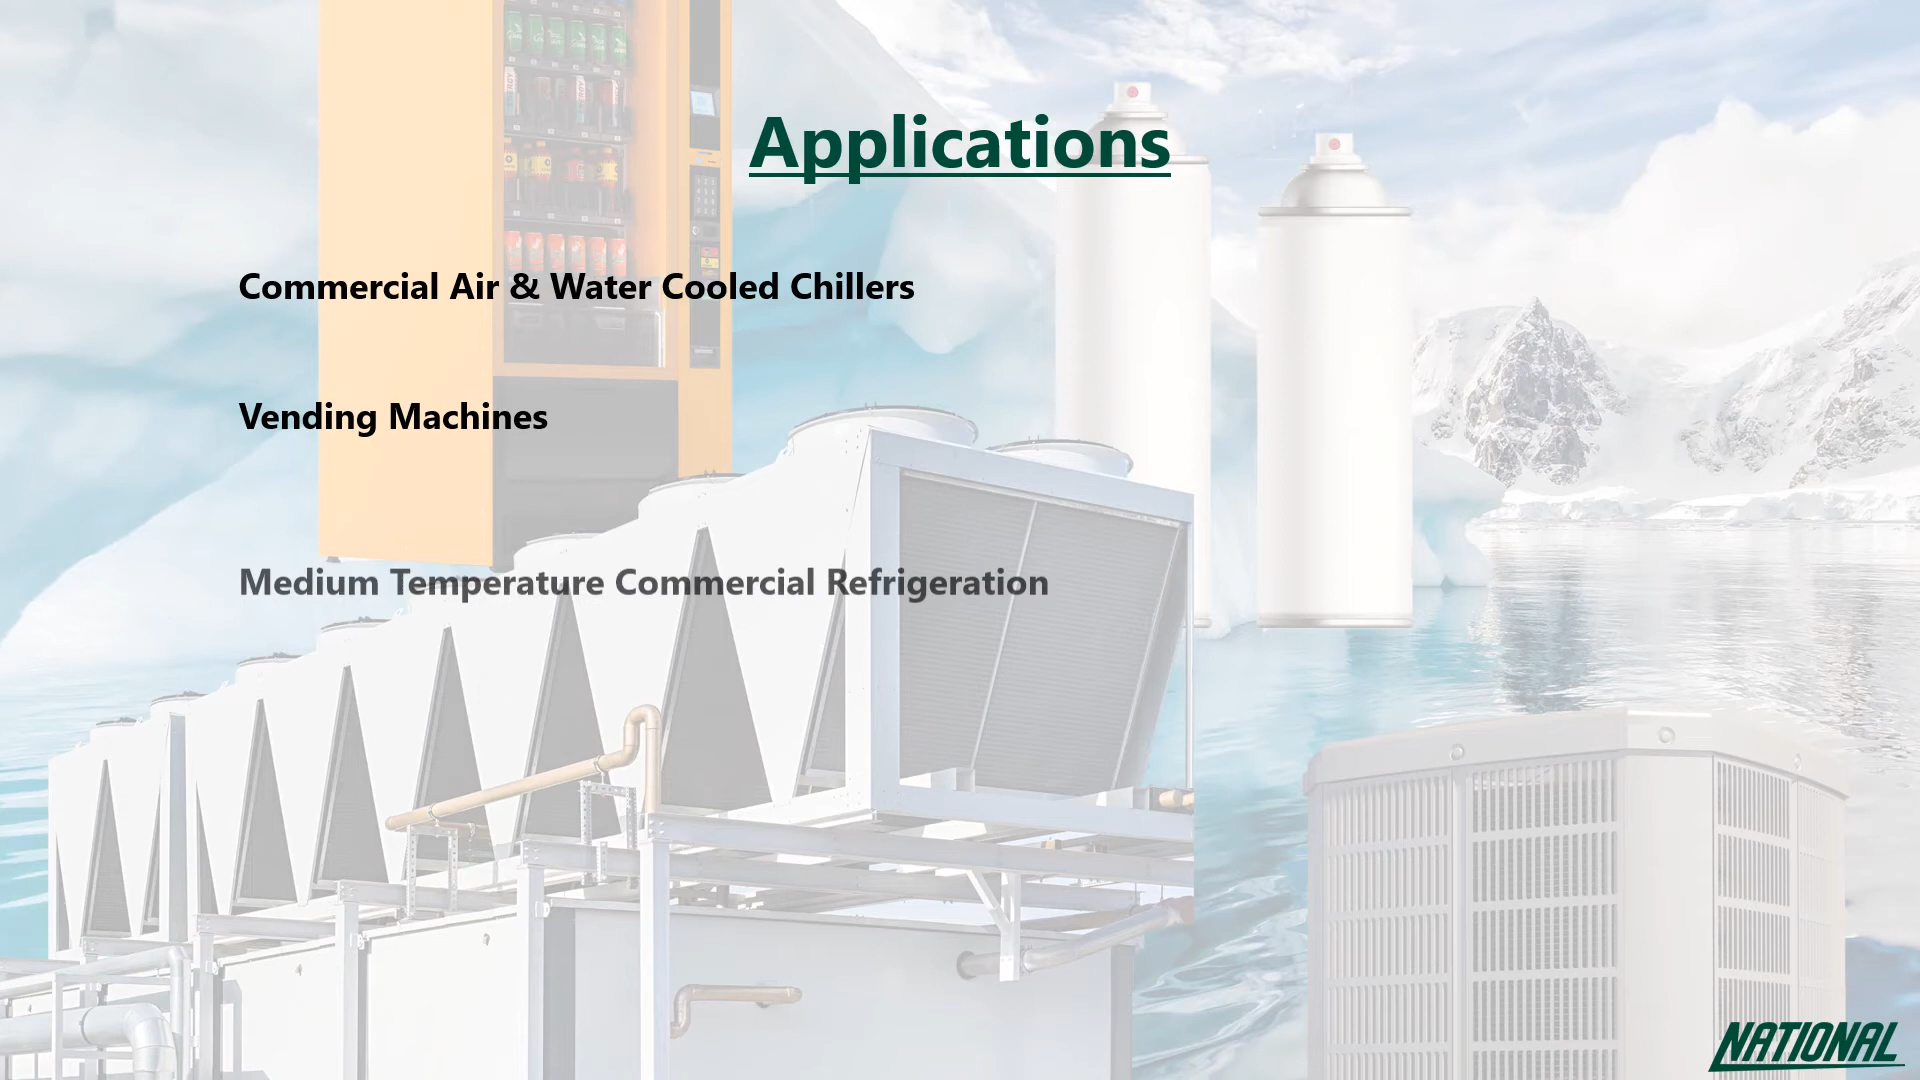 Applications
Commercial Air & Water Cooled Chillers
Vending Machines
Medium Temperature Commercial Refrigeration
NATIONAL